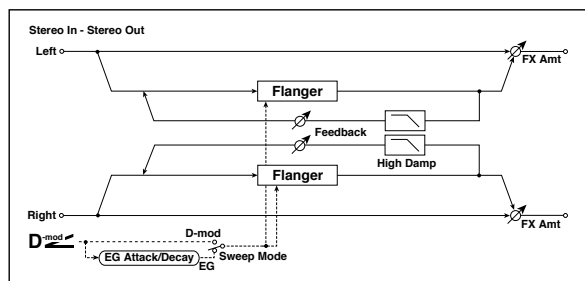 Stereo In - Stereo Out
Left
FX Amt
Flanger
Feedback
High Damp
Flanger
Right
FX Amt
D-mod
D-mod
EG Attack/Decay
EG
Sweep Mode